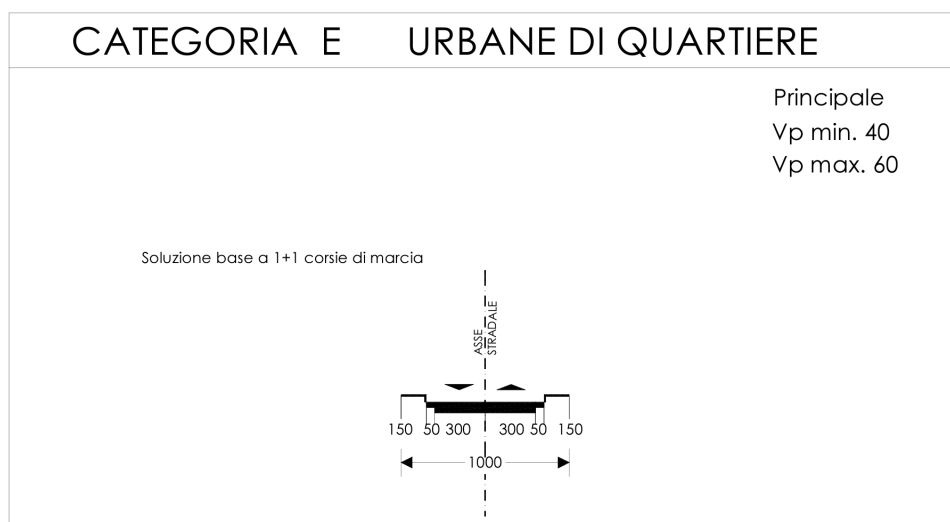 CATEGORIA E URBANE DI QUARTIERE
Principale
Vp min. 40
Vp max. 60
Soluzione base a 1+1 corsie di marcia
ASSE
STRADALE
150 50 300 300 50 150
1000